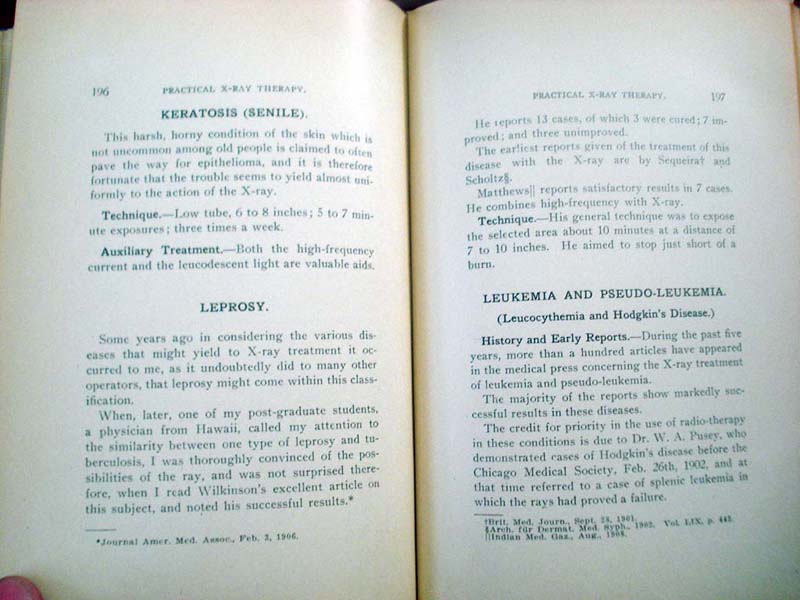 196 PRACTICAL X-RAY THERAPY.
KERATOSIS (SENILE).
This harsh, horny condition of the skin which is
not uncommon among old people is claimed to often
pave the way for epithelioma, and it is therefore
fortunate that the trouble seems to yield almost uni-
formly to the action of the X-ray.
Technique.—Low tube, 6 to 8 inches; 5 to 7 min-
ute exposures; three times a week.
Auxiliary Treatment.—Both the high-frequency
current and the leucodescent light are valuable aids.
LEPROSY.
Some years ago in considering the various dis-
eases that might yield to X-ray treatment it oc-
curred to me, as it undoubtedly did to many other
operators, that leprosy might come within this class-
ification.
When, later, one of my post-graduate students,
a physician from Hawaii, called my attention to
the similarity between one type of leprosy and tu-
berculosis, I was thoroughly convinced of the pos-
sibilities of the ray, and was not surprised there-
fore, when I read Wilkinson's excellent article on
this subject, and noted his successful results.*
*Journal Amer. Med. Assoc., Feb. 3, 1906.
PRACTICAL X-RAY THERAPY. 197
He reports 13 cases, of which 3 were cured; 7 im-
proved; and three unimproved.
The earliest reports given of the treatment of this
disease with the X-ray are by Sequeira† and
Scholtz§.
Matthews|| reports satisfactory results in 7 cases.
He combines high-frequency with X-ray.
Technique.—His general technique was to expose
the selected area about 10 minutes at a distance of
7 to 10 inches. He aimed to stop just short of a
burn.
LEUKEMIA AND PSEUDO-LEUKEMIA.
(Leucocythemia and Hodgkin's Disease.)
History and Early Reports.—During the past five
years, more than a hundred articles have appeared
in the medical press concerning the X-ray treatment
of leukemia and pseudo-leukemia.
The majority of the reports show markedly suc-
cessful results in these diseases.
The credit for priority in the use of radio-therapy
in these conditions is due to Dr. W. A. Pusey, who
demonstrated cases of Hodgkin's disease before the
Chicago Medical Society, Feb. 26th, 1902, and at
that time referred to a case of splenic leukemia in
which the rays had proved a failure.
†Brit. Med. Journ., Sept. 28, 1901.
§Arch. für Dermat. Med. Syph., 1902. Vol. LIX, p. 443.
||Indian Med. Gaz., Aug., 1908.